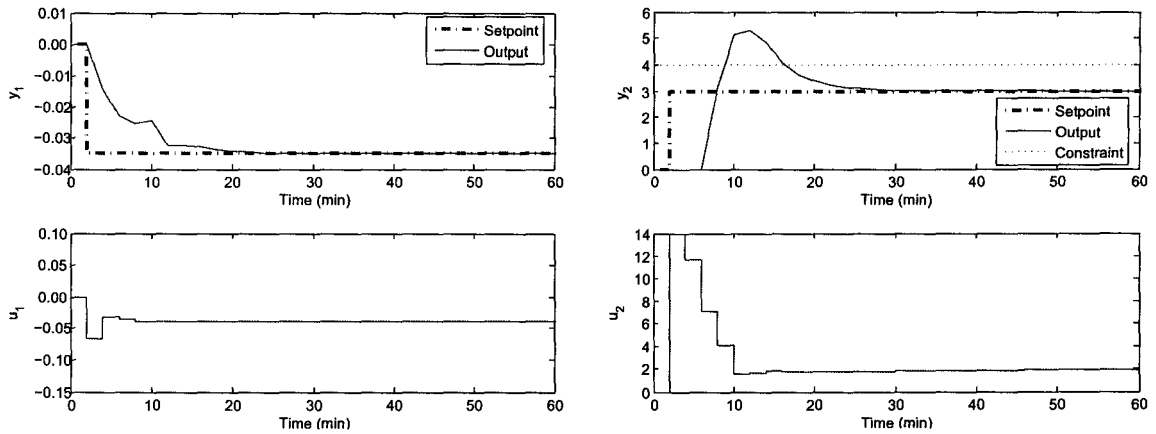 0.01
0.00
−0.01
−0.02
−0.03
−0.04
y1
0 10 20 30 40 50 60
Time (min)
Setpoint
Output
6
5
4
3
2
1
0
y2
0 10 20 30 40 50 60
Time (min)
Setpoint
Output
Constraint
0.10
0.05
0.00
−0.05
−0.10
−0.15
u1
0 10 20 30 40 50 60
Time (min)
14
12
10
8
6
4
2
0
u2
0 10 20 30 40 50 60
Time (min)